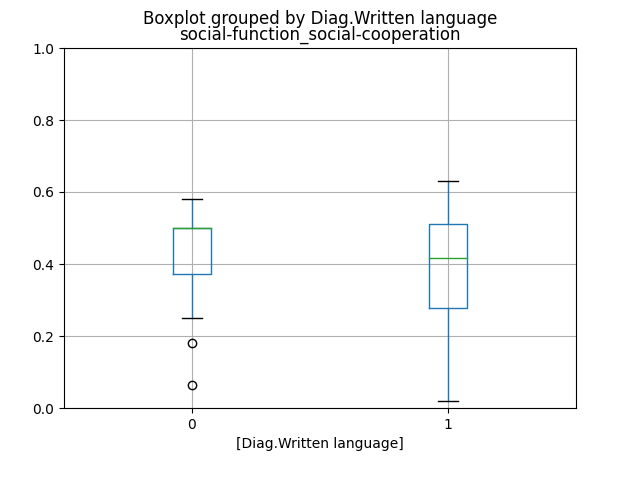 Boxplot grouped by Diag.Written language
social-function_social-cooperation
1.0
0.8
0.6
0.4
0.2
0.0
0 1
[Diag.Written language]